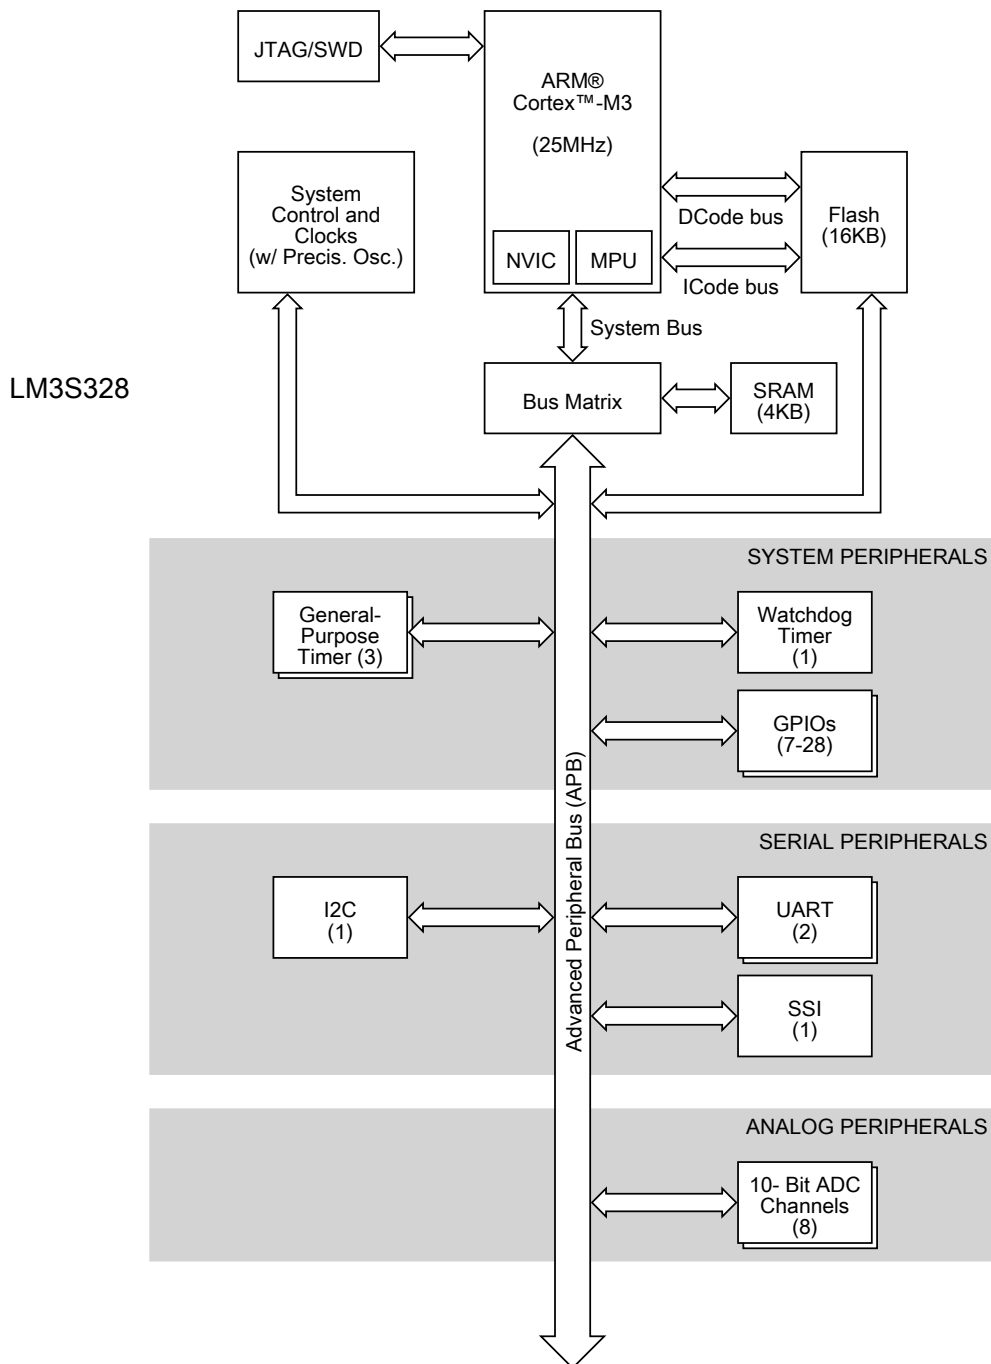 JTAG/SWD
ARM®
Cortex™-M3
(25MHz)
NVIC
MPU
System
Control and
Clocks
(w/ Precis. Osc.)
DCode bus
ICode bus
Flash
(16KB)
System Bus
LM3S328
Bus Matrix
SRAM
(4KB)
SYSTEM PERIPHERALS
General-
Purpose
Timer (3)
Watchdog
Timer
(1)
GPIOs
(7-28)
Advanced Peripheral Bus (APB)
SERIAL PERIPHERALS
I2C
(1)
UART
(2)
SSI
(1)
ANALOG PERIPHERALS
10- Bit ADC
Channels
(8)